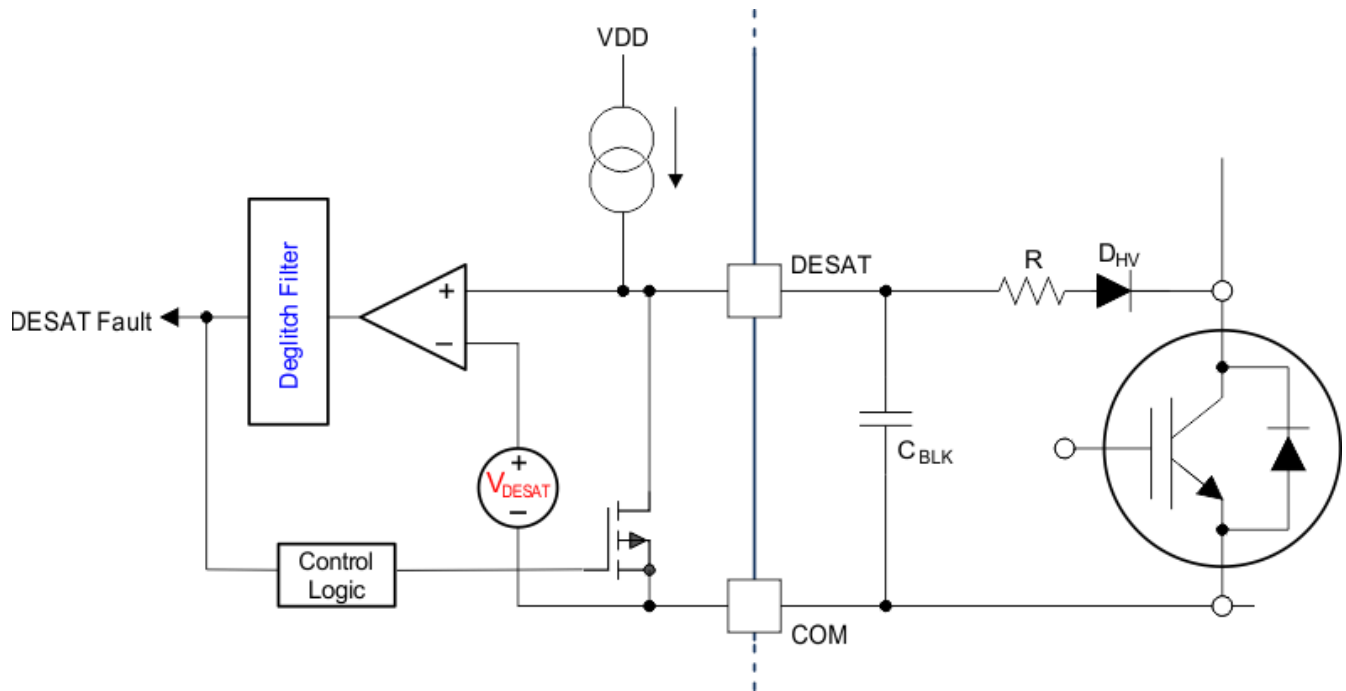 VDD
DESAT
R
DHV
Deglitch Filter
+
−
DESAT Fault
CBLK
+
VDESAT
−
Control
Logic
COM